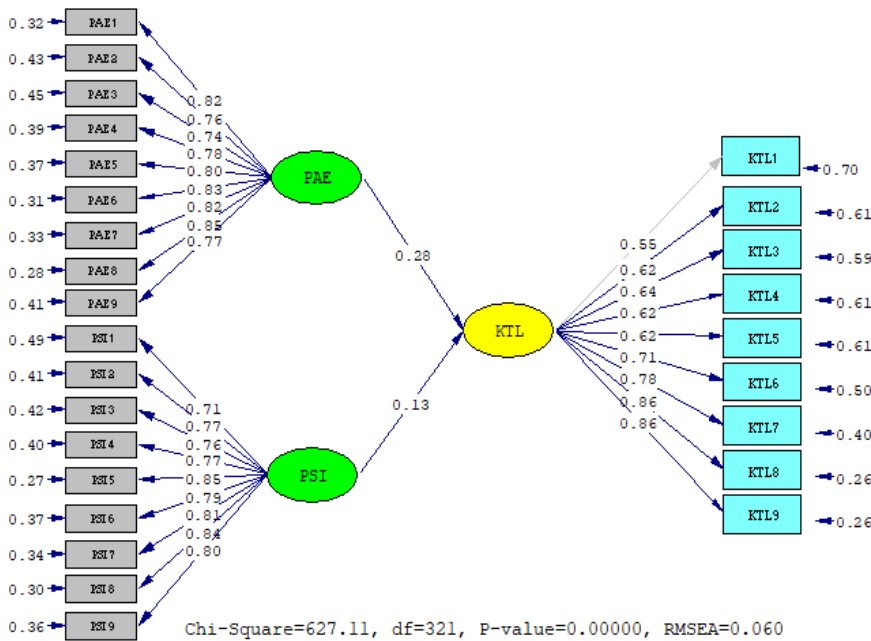 0.32 PAE1
0.43 PAE2
0.45 PAE3
0.39 PAE4
0.37 PAE5
0.31 PAE6
0.33 PAE7
0.28 PAE8
0.41 PAE9
0.49 PSI1
0.41 PSI2
0.42 PSI3
0.40 PSI4
0.27 PSI5
0.37 PSI6
0.34 PSI7
0.30 PSI8
0.36 PSI9
0.82
0.76
0.74
0.78
0.80
0.83
0.82
0.85
0.77
0.71
0.77
0.76
0.77
0.85
0.79
0.81
0.84
0.80
PAE
PSI
0.28
0.13
KTL
0.55
0.62
0.64
0.62
0.62
0.71
0.78
0.86
0.86
KTL1 0.70
KTL2 0.61
KTL3 0.59
KTL4 0.61
KTL5 0.61
KTL6 0.50
KTL7 0.40
KTL8 0.26
KTL9 0.26
Chi-Square=627.11, df=321, P-value=0.00000, RMSEA=0.060